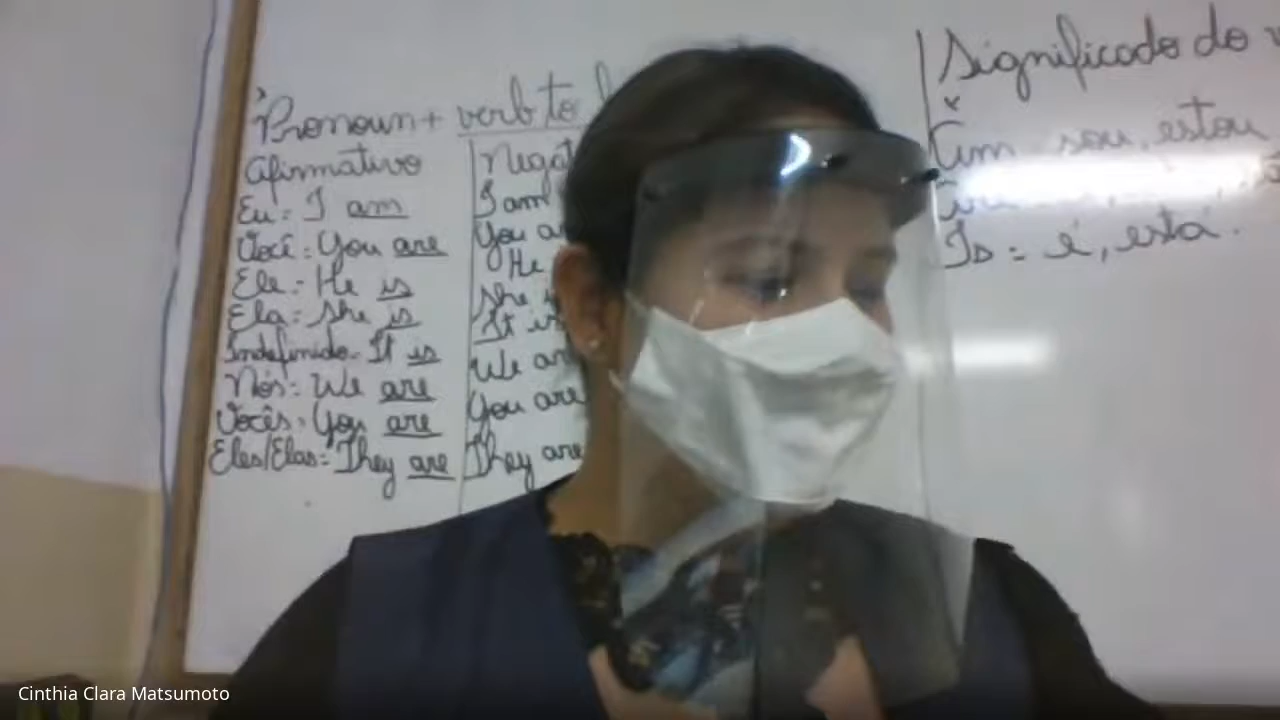 Pronoun + verb to
Afirmativo
Eu = I am
Você = You are
Ele = He is
Ela = She is
Indefinido = It is
Nós = We are
Vocês = You are
Eles/Elas = They are
I am
You
He
She
It
We
You are
They are
Significado do
Am sou, estou
Is = é, está.
Cinthia Clara Matsumoto